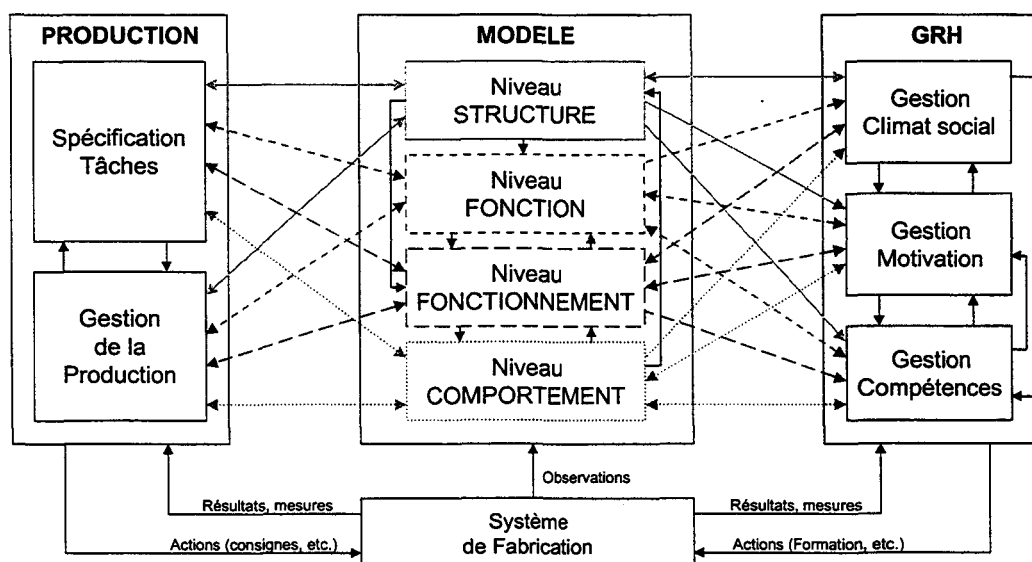 PRODUCTION
Spécification
Tâches
Gestion
de la
Production
MODELE
Niveau
STRUCTURE
Niveau
FONCTION
Niveau
FONCTIONNEMENT
Niveau
COMPORTEMENT
GRH
Gestion
Climat social
Gestion
Motivation
Gestion
Compétences
Observations
Résultats, mesures
Résultats, mesures
Système
de Fabrication
Actions (consignes, etc.)
Actions (Formation, etc.)